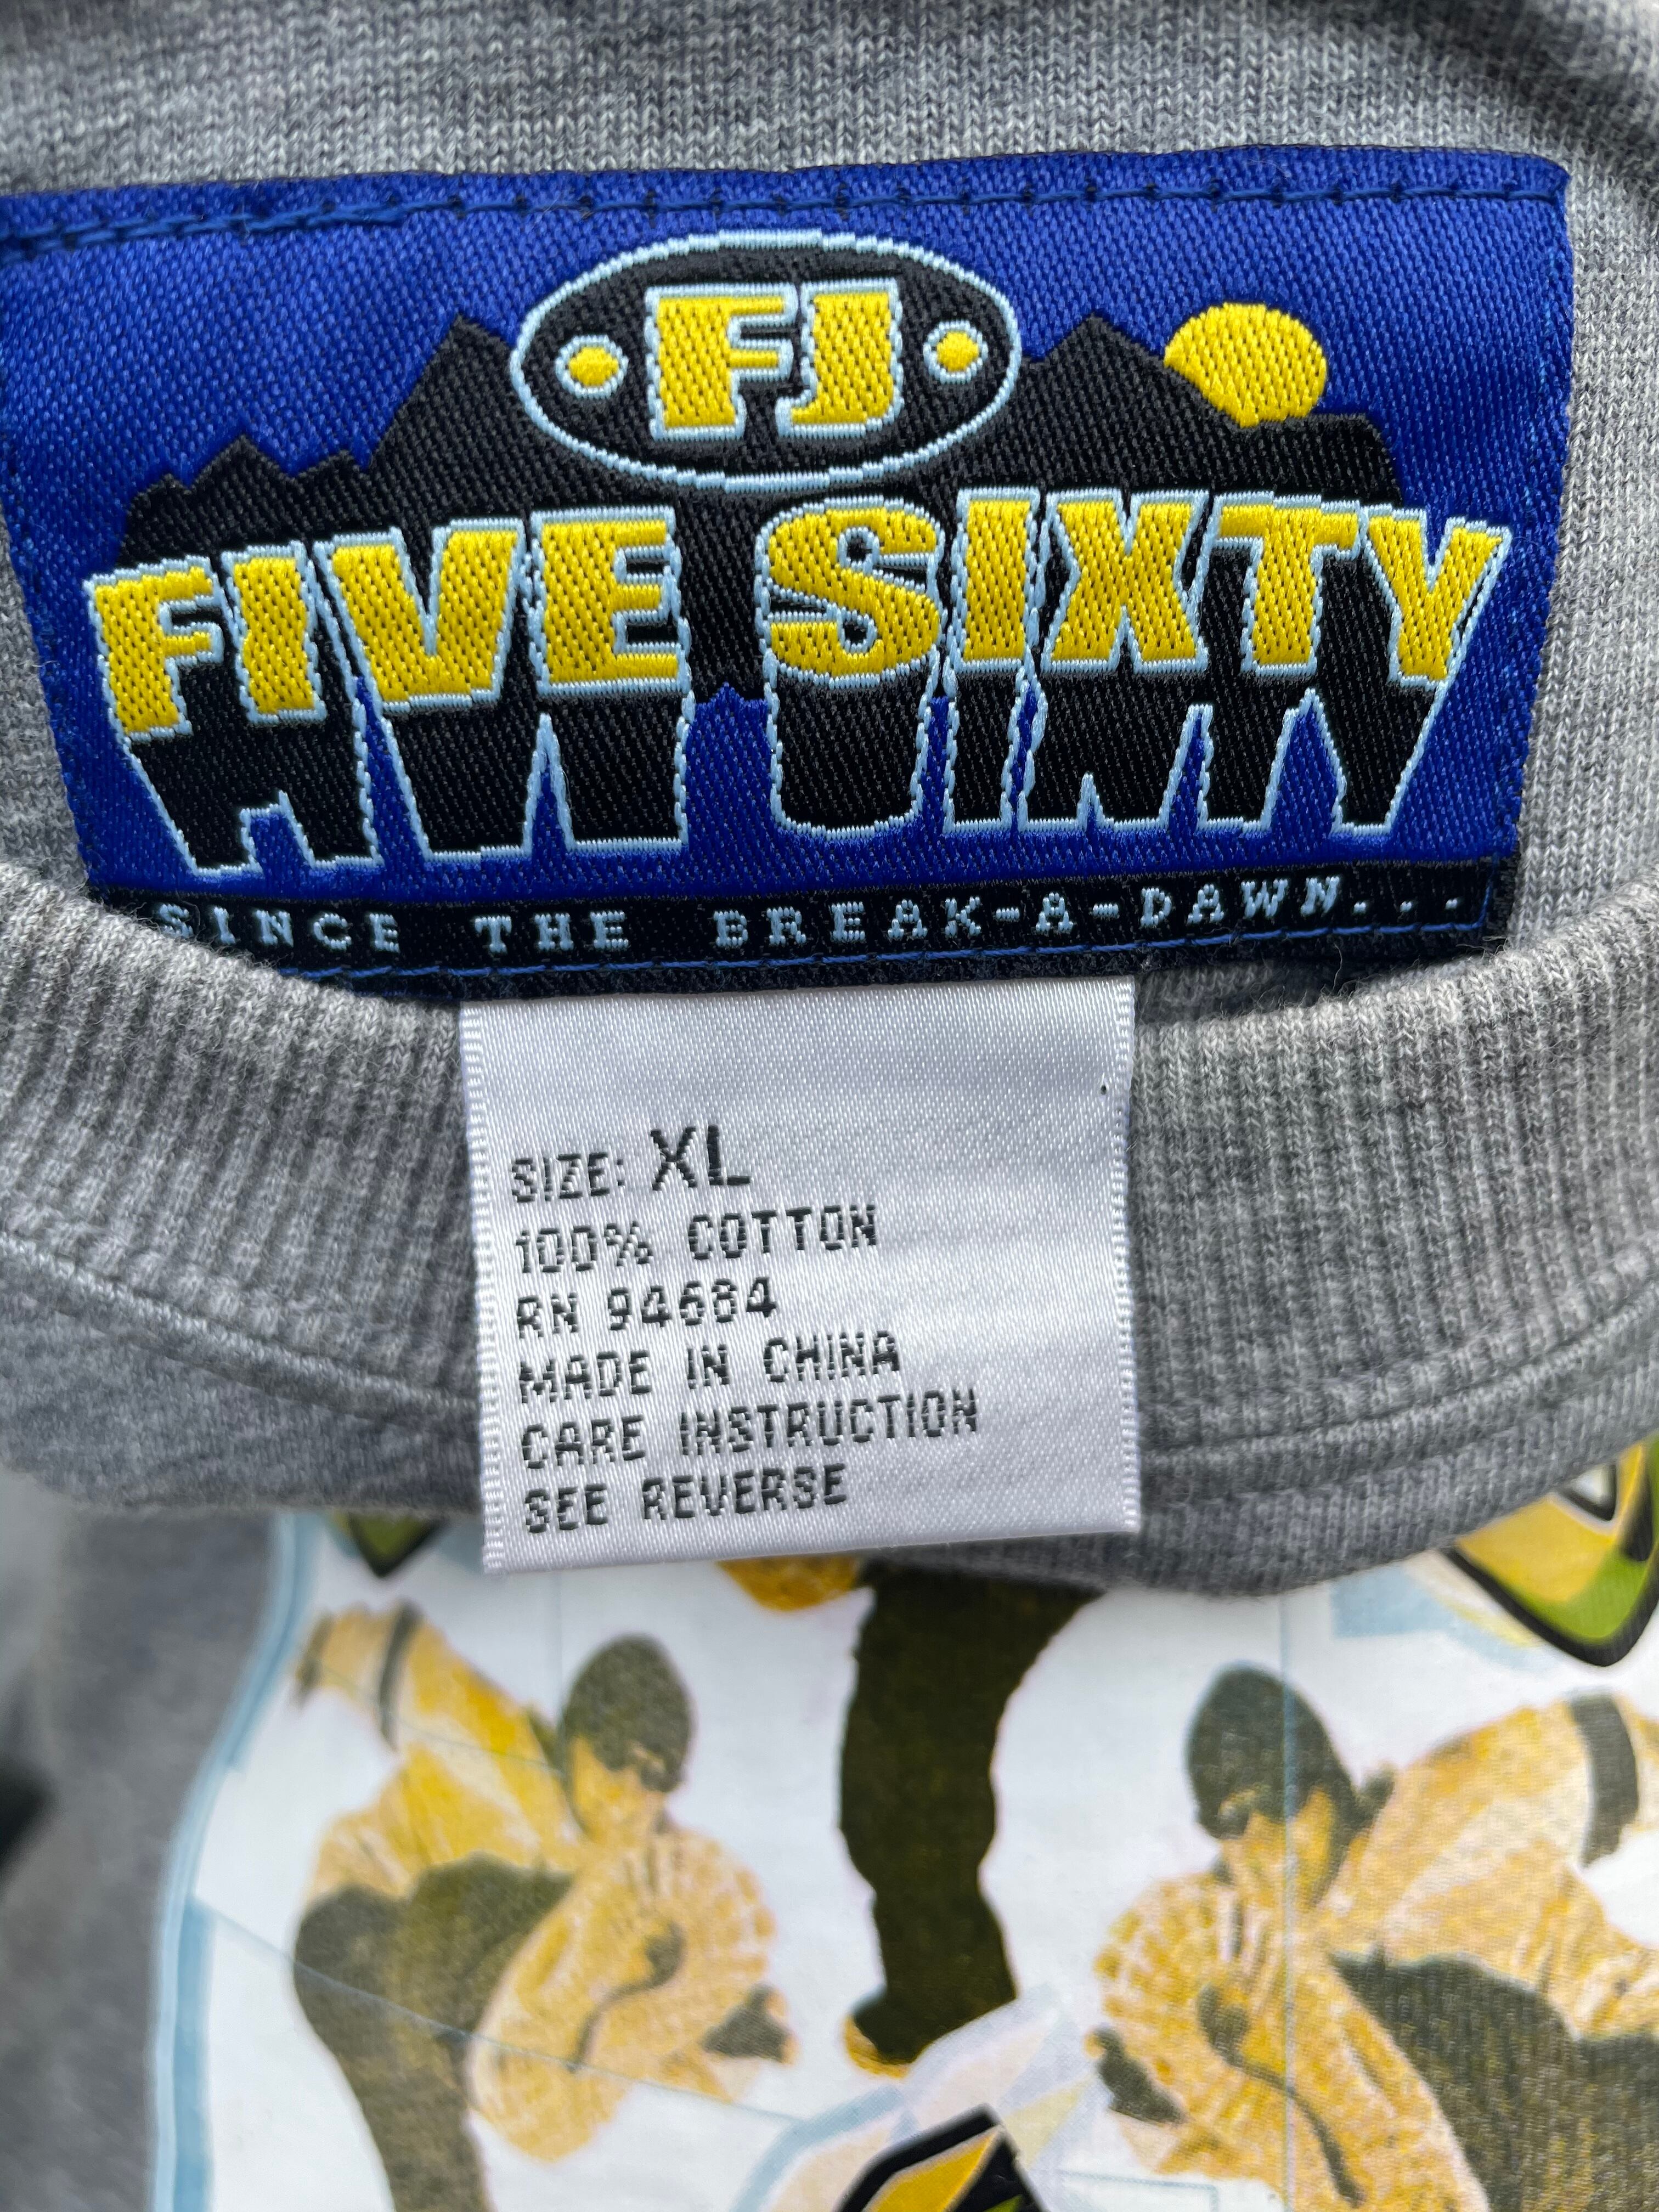 FJ
FIVE SIXTY
SINCE THE BREAK-A-DAWN...
SIZE: XL
100% COTTON
RN 94684
MADE IN CHINA
CARE INSTRUCTION
SEE REVERSE